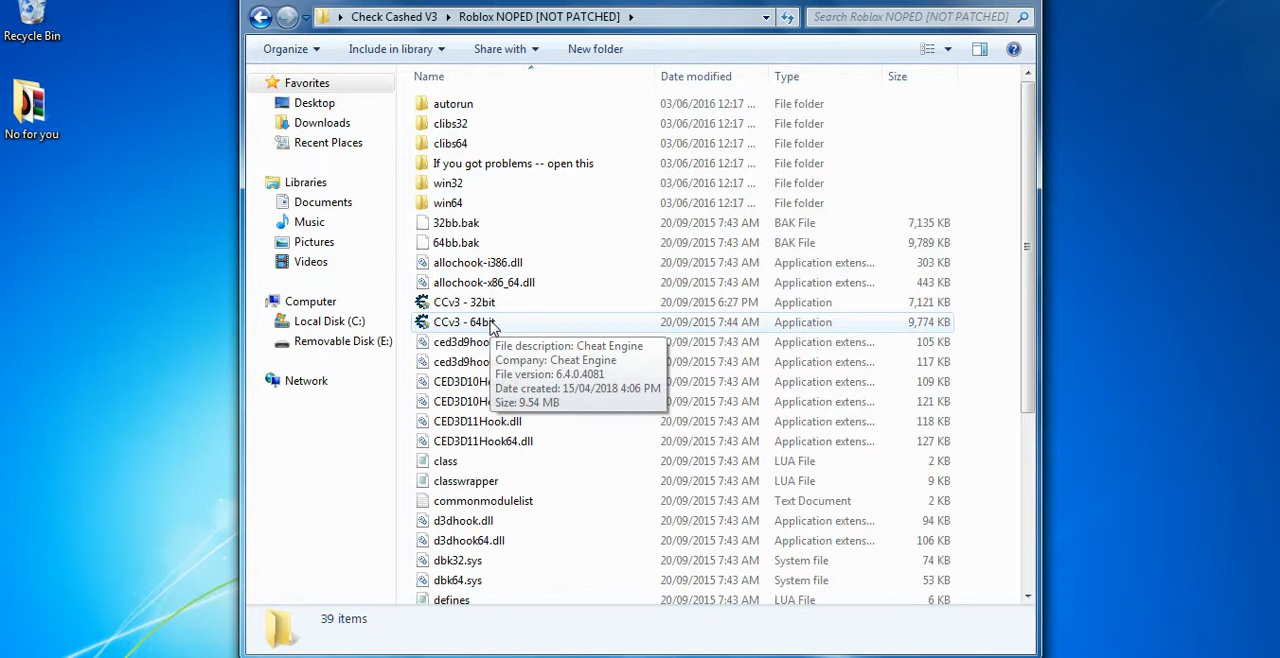 Recycle Bin
No for you
Check Cashed V3 Roblox NOPED [NOT PATCHED] Search Roblox NOPED [NOT PATCHED]
Organize Include in library Share with New folder
Name Date modified Type Size
Favorites
Desktop
Downloads
Recent Places
Libraries
Documents
Music
Pictures
Videos
Computer
Local Disk (C:)
Removable Disk (E:)
Network
autorun 03/06/2016 12:17 ... File folder
clibs32 03/06/2016 12:17 ... File folder
clibs64 03/06/2016 12:17 ... File folder
If you got problems -- open this 03/06/2016 12:17 ... File folder
win32 03/06/2016 12:17 ... File folder
win64 03/06/2016 12:17 ... File folder
32bb.bak 20/09/2015 7:43 AM BAK File 7,135 KB
64bb.bak 20/09/2015 7:43 AM BAK File 9,789 KB
allochook-i386.dll 20/09/2015 7:43 AM Application extens... 303 KB
allochook-x86_64.dll 20/09/2015 7:43 AM Application extens... 443 KB
CCv3 - 32bit 20/09/2015 6:27 PM Application 7,121 KB
CCv3 - 64bit 20/09/2015 7:44 AM Application 9,774 KB
ced3d9hoo 20/09/2015 7:43 AM Application extens... 105 KB
ced3d9hoo 20/09/2015 7:43 AM Application extens... 117 KB
CED3D10H 20/09/2015 7:43 AM Application extens... 109 KB
CED3D10H 20/09/2015 7:43 AM Application extens... 121 KB
CED3D11Hook.dll 20/09/2015 7:43 AM Application extens... 118 KB
CED3D11Hook64.dll 20/09/2015 7:43 AM Application extens... 127 KB
class 20/09/2015 7:43 AM LUA File 2 KB
classwrapper 20/09/2015 7:43 AM LUA File 9 KB
commonmodulelist 20/09/2015 7:43 AM Text Document 2 KB
d3dhook.dll 20/09/2015 7:43 AM Application extens... 94 KB
d3dhook64.dll 20/09/2015 7:43 AM Application extens... 106 KB
dbk32.sys 20/09/2015 7:43 AM System file 74 KB
dbk64.sys 20/09/2015 7:43 AM System file 53 KB
defines 20/09/2015 7:43 AM LUA File 6 KB
File description: Cheat Engine
Company: Cheat Engine
File version: 6.4.0.4081
Date created: 15/04/2018 4:06 PM
Size: 9.54 MB
39 items